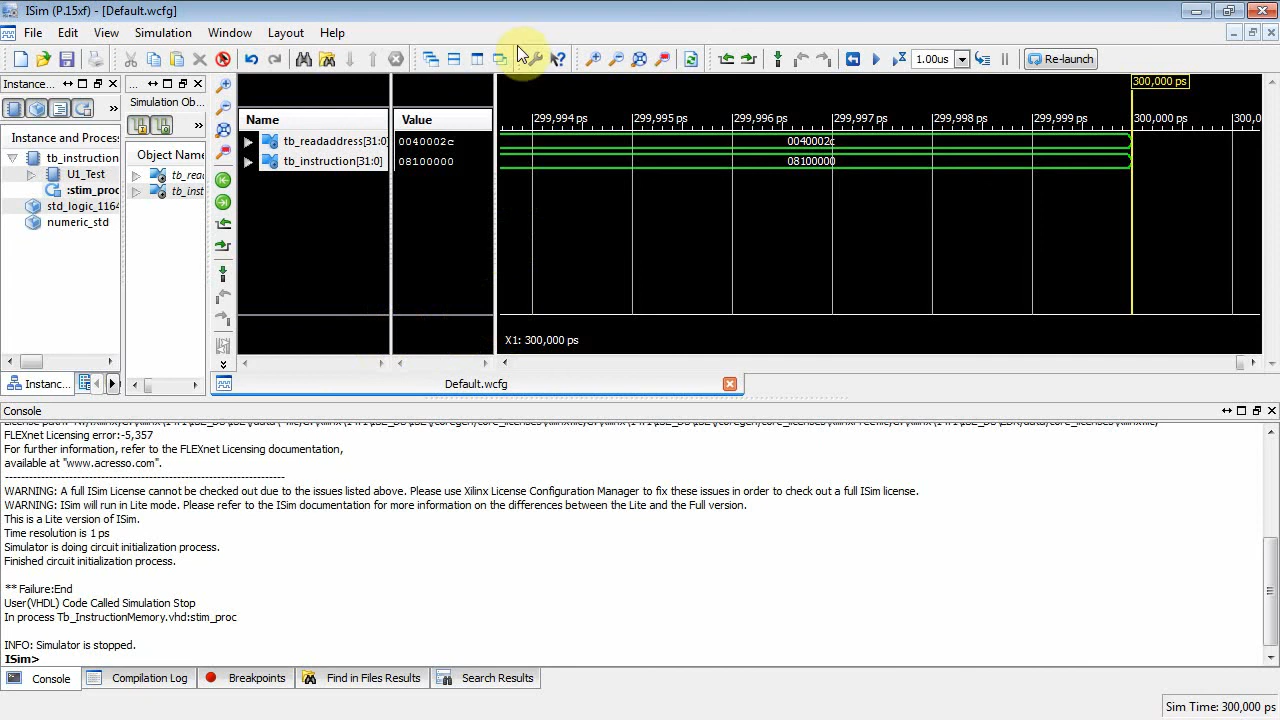 ISim (P.15xf) - [Default.wcfg]
File Edit View Simulation Window Layout Help
1.00us Re-launch
Instance...
Instance and Process
tb_instruction
U1_Test
:stim_proc
std_logic_1164
numeric_std
Instanc...
Simulation Ob
Object Name
tb_rea
tb_inst
Name Value
tb_readaddress[31:0] 0040002c
tb_instruction[31:0] 08100000
300,000 ps
299,994 ps 299,995 ps 299,996 ps 299,997 ps 299,998 ps 299,999 ps 300,000 ps 300,0
0040002c
08100000
X1: 300,000 ps
Default.wcfg
Console
FLEXnet Licensing error:-5,357
For further information, refer to the FLEXnet Licensing documentation,
available at "www.acresso.com".
----------------------------------------------------------------------
WARNING: A full ISim License cannot be checked out due to the issues listed above. Please use Xilinx License Configuration Manager to fix these issues in order to check out a full ISim license.
WARNING: ISim will run in Lite mode. Please refer to the ISim documentation for more information on the differences between the Lite and the Full version.
This is a Lite version of ISim.
Time resolution is 1 ps
Simulator is doing circuit initialization process.
Finished circuit initialization process.
** Failure:End
User(VHDL) Code Called Simulation Stop
In process Tb_InstructionMemory.vhd:stim_proc
INFO: Simulator is stopped.
ISim>
Console Compilation Log Breakpoints Find in Files Results Search Results
Sim Time: 300,000 ps